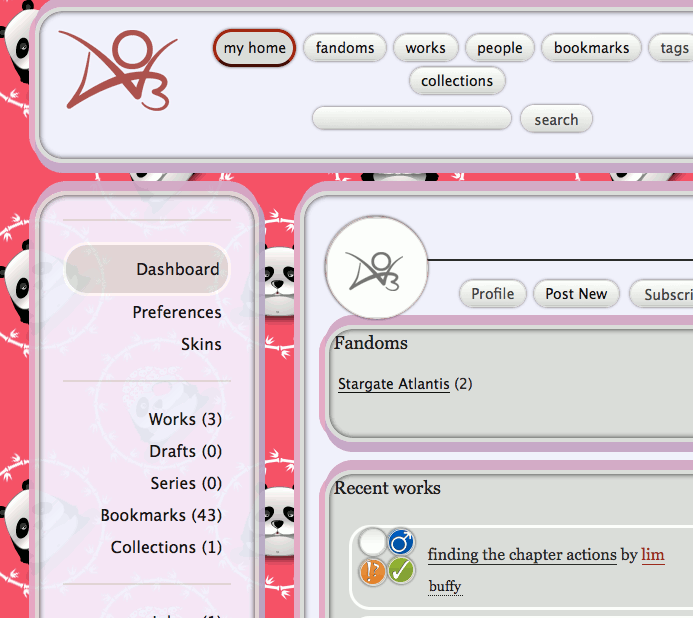 my home
fandoms
works
people
bookmarks
tags
collections
search
Dashboard
Preferences
Skins
Works (3)
Drafts (0)
Series (0)
Bookmarks (43)
Collections (1)
Profile
Post New
Subscri
Fandoms
Stargate Atlantis (2)
Recent works
finding the chapter actions by lim
buffy